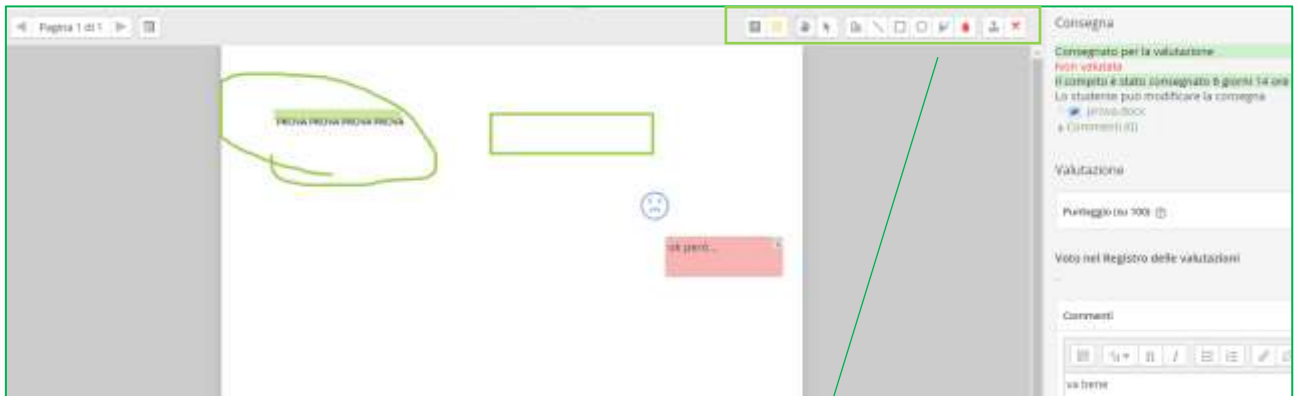 Pagina 1 di 1
Consegna
Consegnato per la valutazione
Non valutata
Il compito è stato consegnato 6 giorni 14 ore
Lo studente può modificare la consegna
prova.docx
Commenti (0)
PROVA PROVA PROVA PROVA
ok però...
Valutazione
Punteggio (su 100)
Voto nel Registro delle valutazioni
-
Commenti
B I
va bene